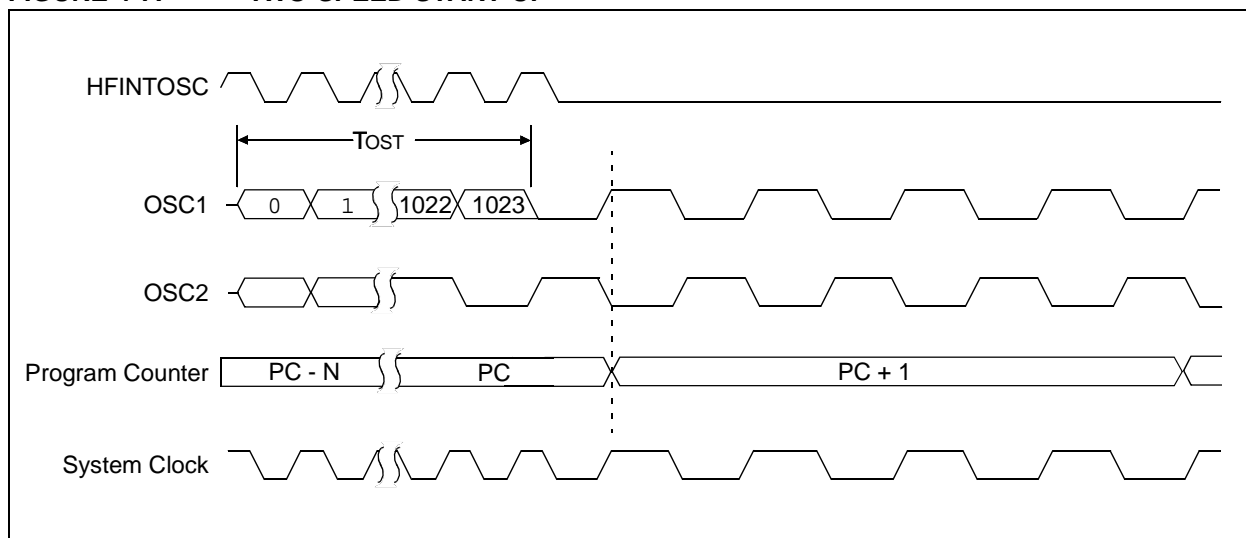 HFINTOSC
TOST
OSC1 0 1 1022 1023
OSC2
Program Counter PC - N PC PC + 1
System Clock